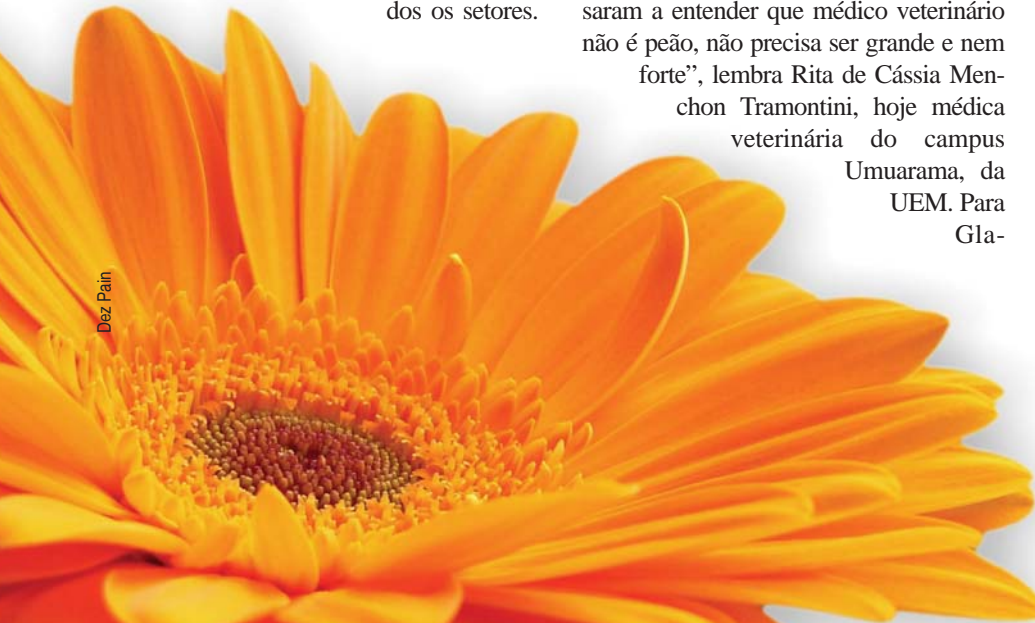 dos os setores.
saram a entender que médico veterinário
não é peão, não precisa ser grande e nem
forte”, lembra Rita de Cássia Men-
chon Tramontini, hoje médica
veterinária do campus
Umuarama, da
UEM. Para
Gla-
Dez Pain